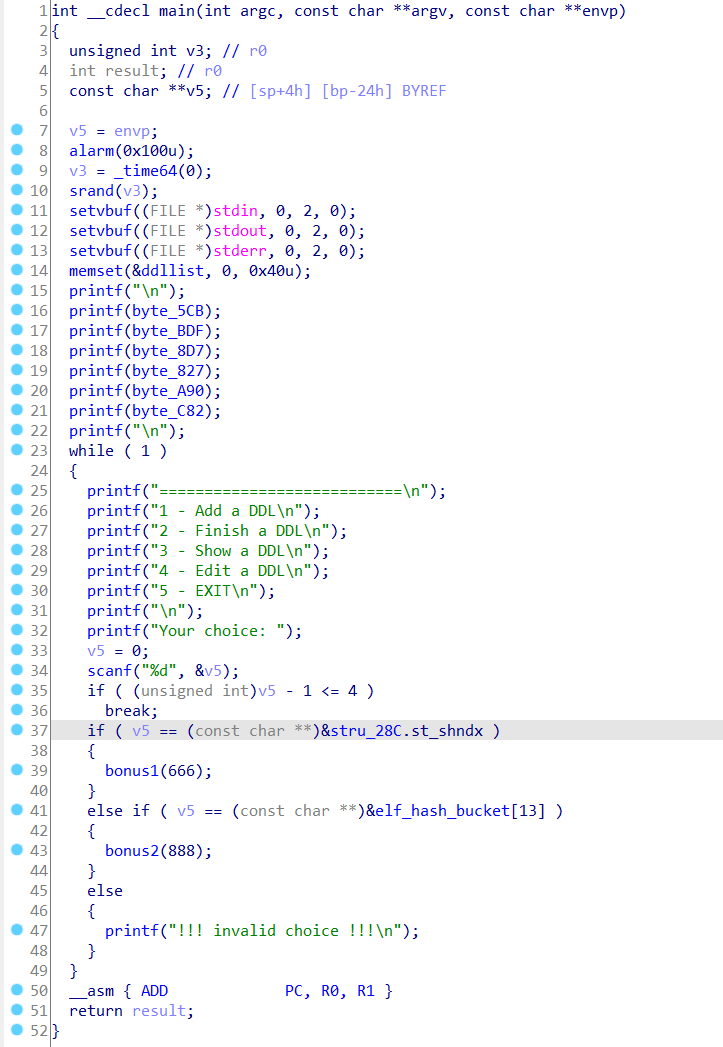 1 int __cdecl main(int argc, const char **argv, const char **envp)
2 {
3 unsigned int v3; // r0
4 int result; // r0
5 const char **v5; // [sp+4h] [bp-24h] BYREF
6
7 v5 = envp;
8 alarm(0x100u);
9 v3 = _time64(0);
10 srand(v3);
11 setvbuf((FILE *)stdin, 0, 2, 0);
12 setvbuf((FILE *)stdout, 0, 2, 0);
13 setvbuf((FILE *)stderr, 0, 2, 0);
14 memset(&ddllist, 0, 0x40u);
15 printf("\n");
16 printf(byte_5CB);
17 printf(byte_BDF);
18 printf(byte_8D7);
19 printf(byte_827);
20 printf(byte_A90);
21 printf(byte_C82);
22 printf("\n");
23 while ( 1 )
24 {
25 printf("===========================\n");
26 printf("1 - Add a DDL\n");
27 printf("2 - Finish a DDL\n");
28 printf("3 - Show a DDL\n");
29 printf("4 - Edit a DDL\n");
30 printf("5 - EXIT\n");
31 printf("\n");
32 printf("Your choice: ");
33 v5 = 0;
34 scanf("%d", &v5);
35 if ( (unsigned int)v5 - 1 <= 4 )
36 break;
37 if ( v5 == (const char **)&stru_28C.st_shndx )
38 {
39 bonus1(666);
40 }
41 else if ( v5 == (const char **)&elf_hash_bucket[13] )
42 {
43 bonus2(888);
44 }
45 else
46 {
47 printf("!!! invalid choice !!!\n");
48 }
49 }
50 __asm { ADD PC, R0, R1 }
51 return result;
52 }